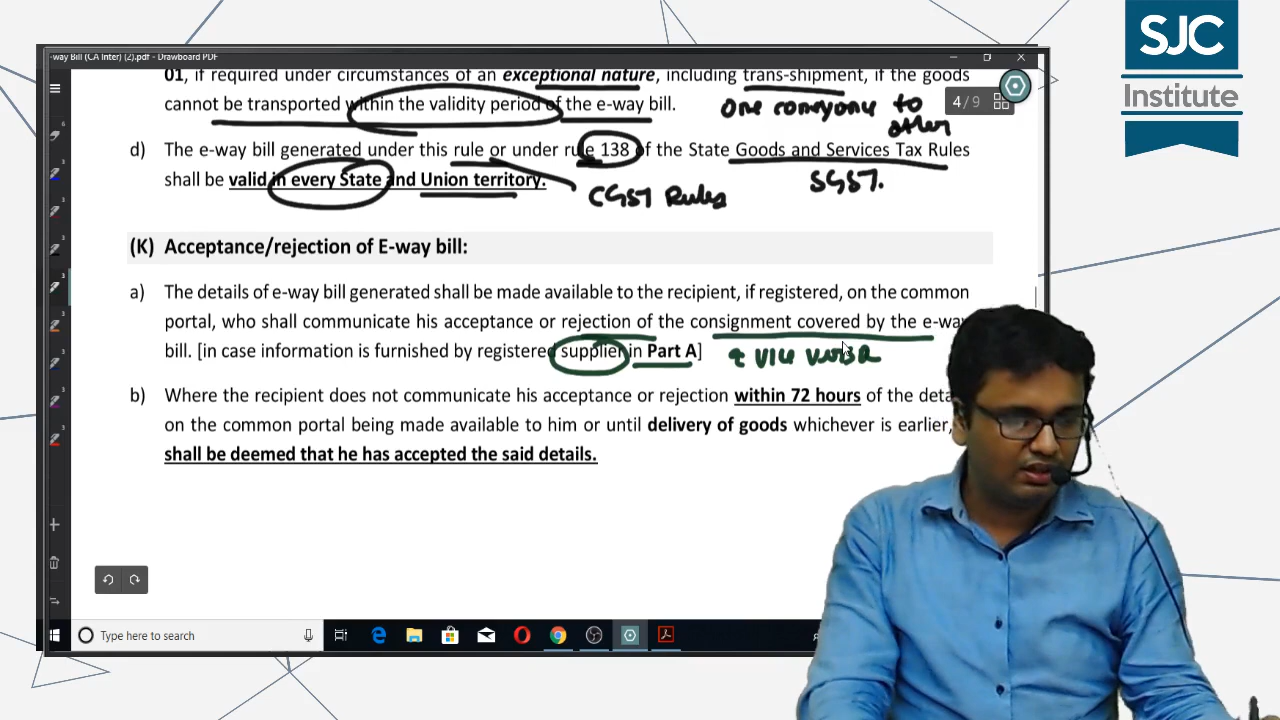 SJC
Institute
-way Bill (CA Inter) (2).pdf - Drawboard PDF
4 / 9
01, if required under circumstances of an exceptional nature, including trans-shipment, if the goods
cannot be transported within the validity period of the e-way bill.
one conveyance to
other
d) The e-way bill generated under this rule or under rule 138 of the State Goods and Services Tax Rules
shall be valid in every State and Union territory.
CGST Rules
SGST.
(K) Acceptance/rejection of E-way bill:
a) The details of e-way bill generated shall be made available to the recipient, if registered, on the common
portal, who shall communicate his acceptance or rejection of the consignment covered by the e-way
bill. [in case information is furnished by registered supplier in Part A]
& vice versa
b) Where the recipient does not communicate his acceptance or rejection within 72 hours of the
on the common portal being made available to him or until delivery of goods whichever is earlier,
shall be deemed that he has accepted the said details.
Type here to search